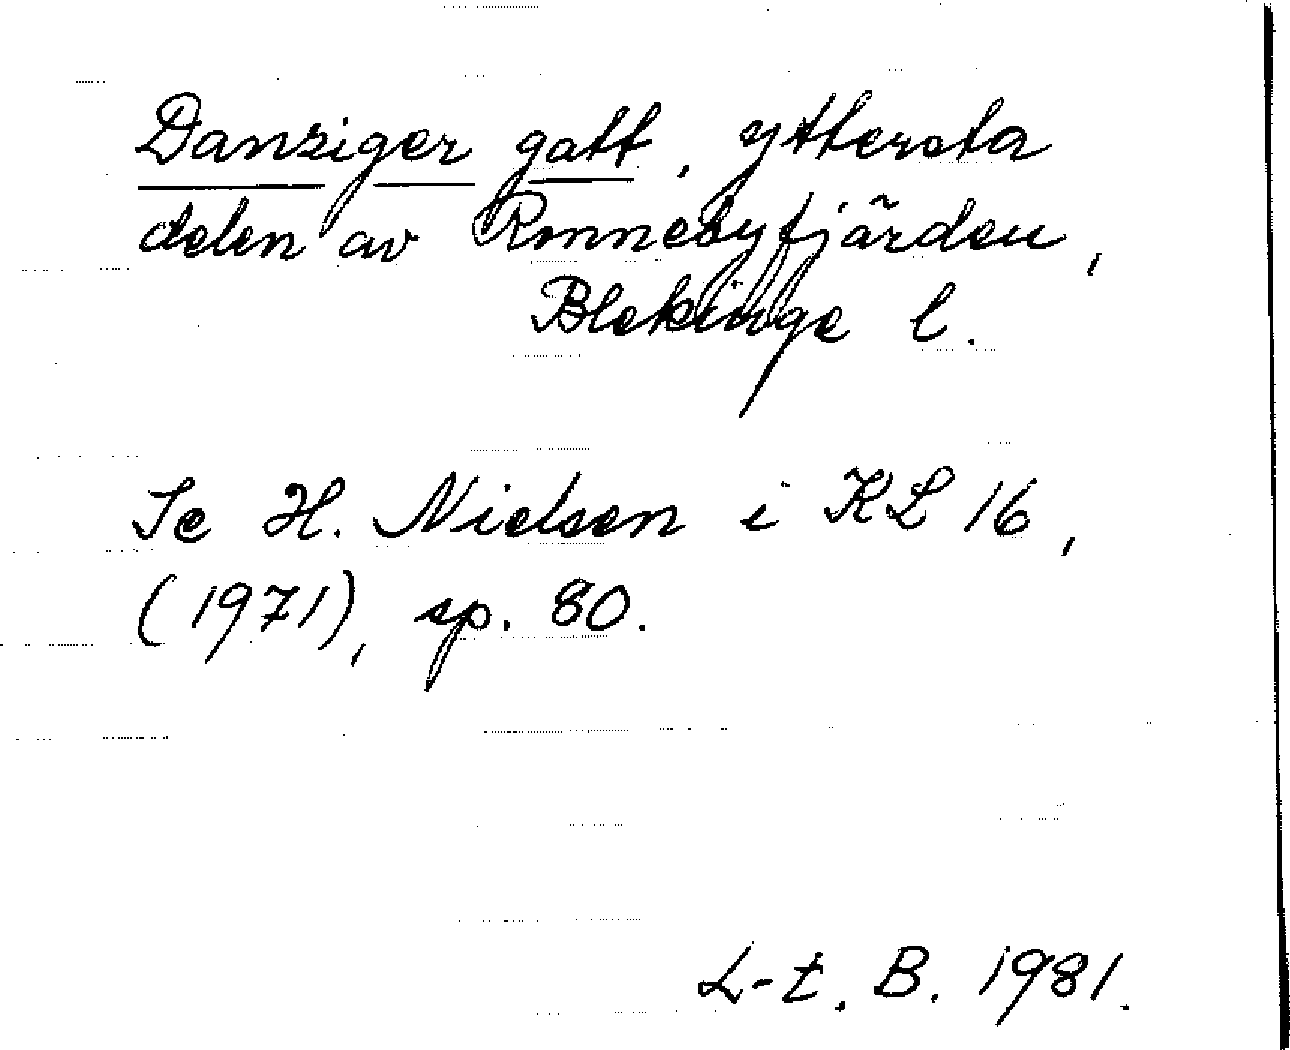 Danziger gatt, yttersta
delen av Ronnebyfjärden,
Blekinge l.
Se H. Nielsen i KL 16,
(1971), sp. 80.
L-t. B. 1981.